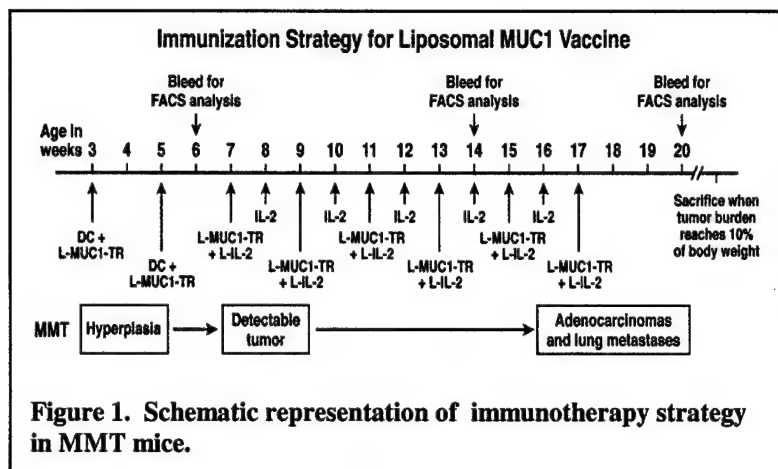 Immunization Strategy for Liposomal MUC1 Vaccine
Bleed for
FACS analysis
Bleed for
FACS analysis
Bleed for
FACS analysis
Age in
weeks 3 4 5 6 7 8 9 10 11 12 13 14 15 16 17 18 19 20
DC +
L-MUC1-TR
DC +
L-MUC1-TR
L-MUC1-TR
+ L-IL-2
IL-2
L-MUC1-TR
+ L-IL-2
IL-2
L-MUC1-TR
+ L-IL-2
IL-2
L-MUC1-TR
+ L-IL-2
IL-2
L-MUC1-TR
+ L-IL-2
IL-2
L-MUC1-TR
+ L-IL-2
Sacrifice when
tumor burden
reaches 10%
of body weight
MMT
Hyperplasia
Detectable
tumor
Adenocarcinomas
and lung metastases
Figure 1. Schematic representation of immunotherapy strategy
in MMT mice.